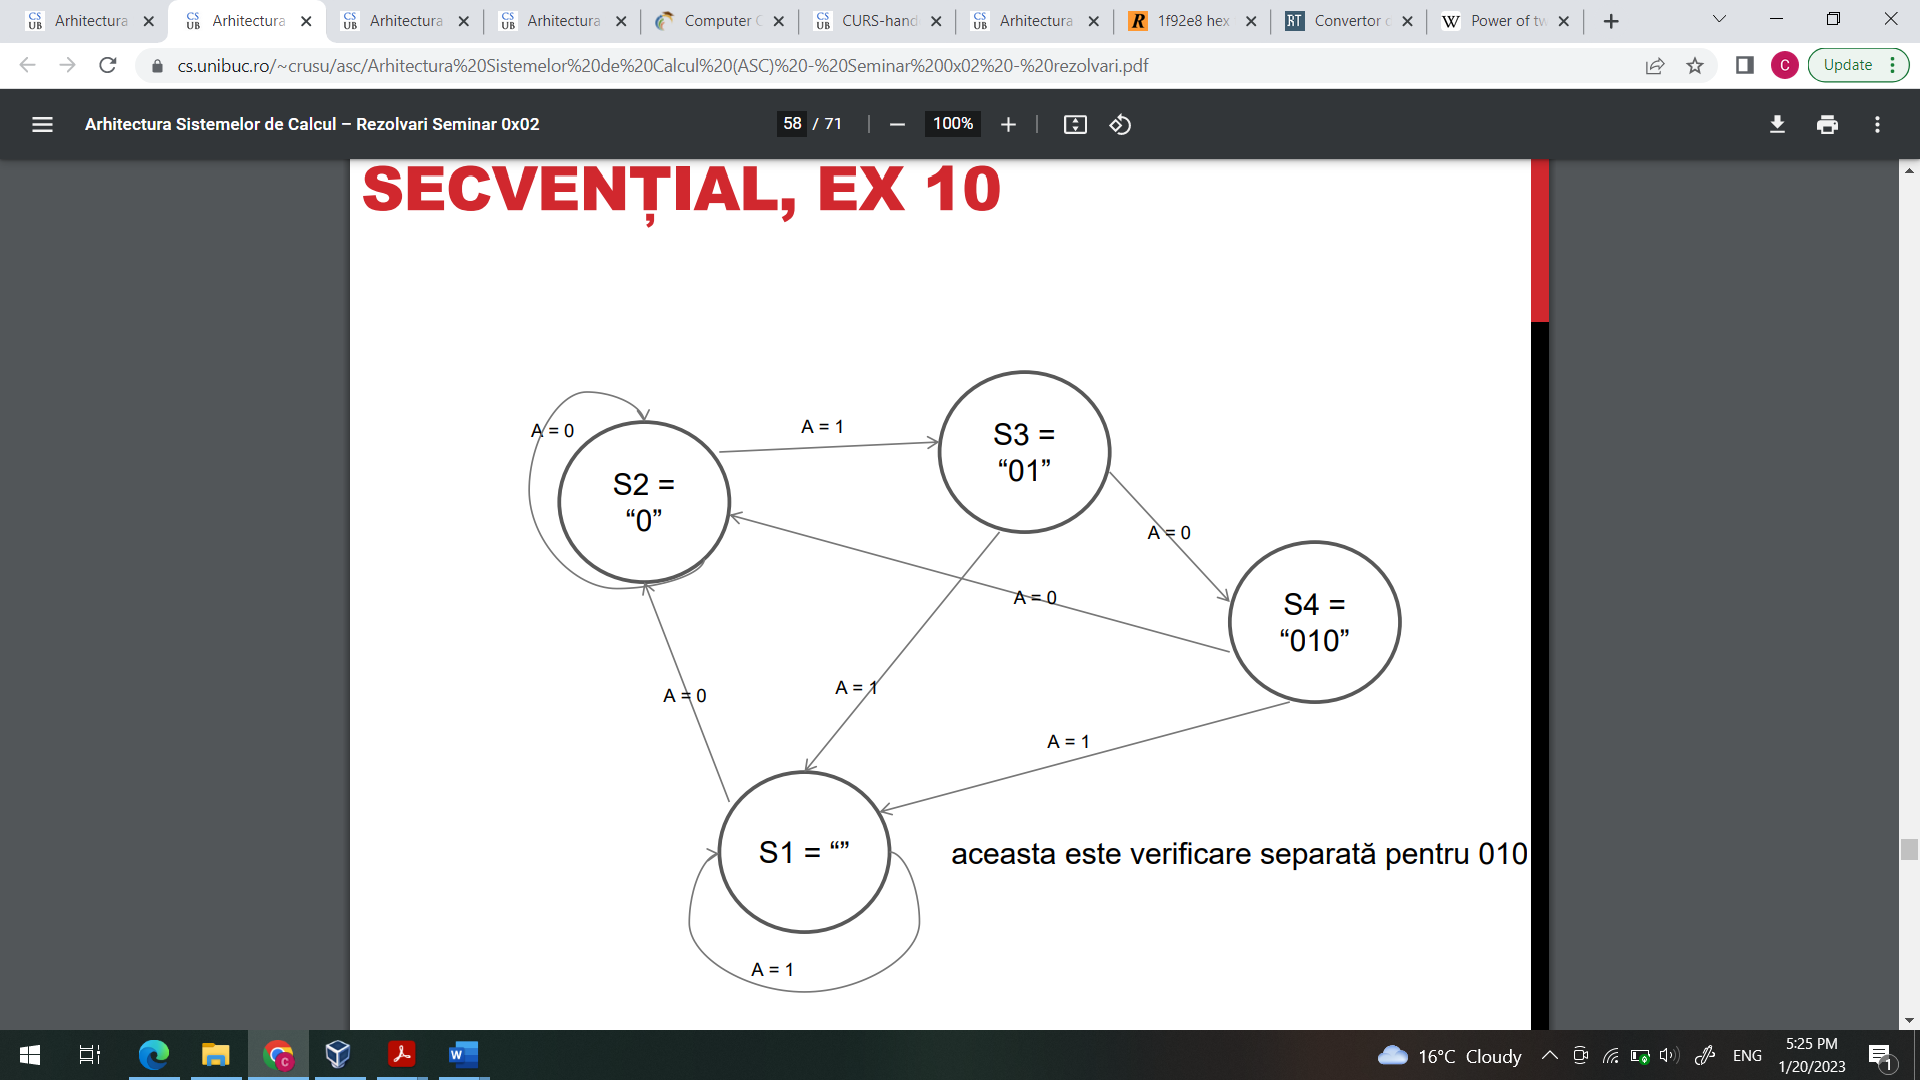 Arhitectura
Arhitectura
Arhitectura
Arhitectura
Computer
CURS-hand
Arhitectura
1f92e8 hex
Convertor
Power of tw
cs.unibuc.ro/~crusu/asc/Arhitectura%20Sistemelor%20de%20Calcul%20(ASC)%20-%20Seminar%200x02%20-%20rezolvari.pdf
C
Update
Arhitectura Sistemelor de Calcul – Rezolvari Seminar 0x02
58 / 71
100%
SECVENȚIAL, EX 10
A = 0
A = 1
S3 =
“01”
S2 =
“0”
A = 0
A = 0
S4 =
“010”
A = 0
A = 1
A = 1
S1 = “”
aceasta este verificare separată pentru 010
A = 1
16°C Cloudy
ENG
5:25 PM
1/20/2023
1